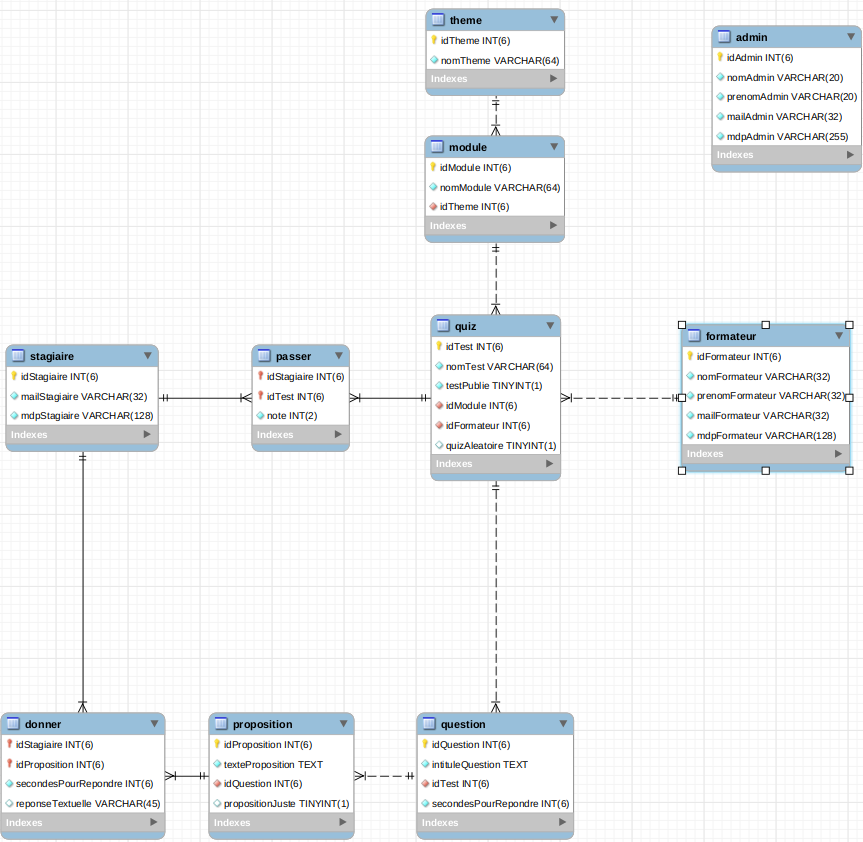 theme
idTheme INT(6)
nomTheme VARCHAR(64)
Indexes
admin
idAdmin INT(6)
nomAdmin VARCHAR(20)
prenomAdmin VARCHAR(20)
mailAdmin VARCHAR(32)
mdpAdmin VARCHAR(255)
Indexes
module
idModule INT(6)
nomModule VARCHAR(64)
idTheme INT(6)
Indexes
stagiaire
idStagiaire INT(6)
mailStagiaire VARCHAR(32)
mdpStagiaire VARCHAR(128)
Indexes
passer
idStagiaire INT(6)
idTest INT(6)
note INT(2)
Indexes
quiz
idTest INT(6)
nomTest VARCHAR(64)
testPublie TINYINT(1)
idModule INT(6)
idFormateur INT(6)
quizAleatoire TINYINT(1)
Indexes
formateur
idFormateur INT(6)
nomFormateur VARCHAR(32)
prenomFormateur VARCHAR(32)
mailFormateur VARCHAR(32)
mdpFormateur VARCHAR(128)
Indexes
donner
idStagiaire INT(6)
idProposition INT(6)
secondesPourRepondre INT(6)
reponseTextuelle VARCHAR(45)
Indexes
proposition
idProposition INT(6)
texteProposition TEXT
idQuestion INT(6)
propositionJuste TINYINT(1)
Indexes
question
idQuestion INT(6)
intituleQuestion TEXT
idTest INT(6)
secondesPourRepondre INT(6)
Indexes